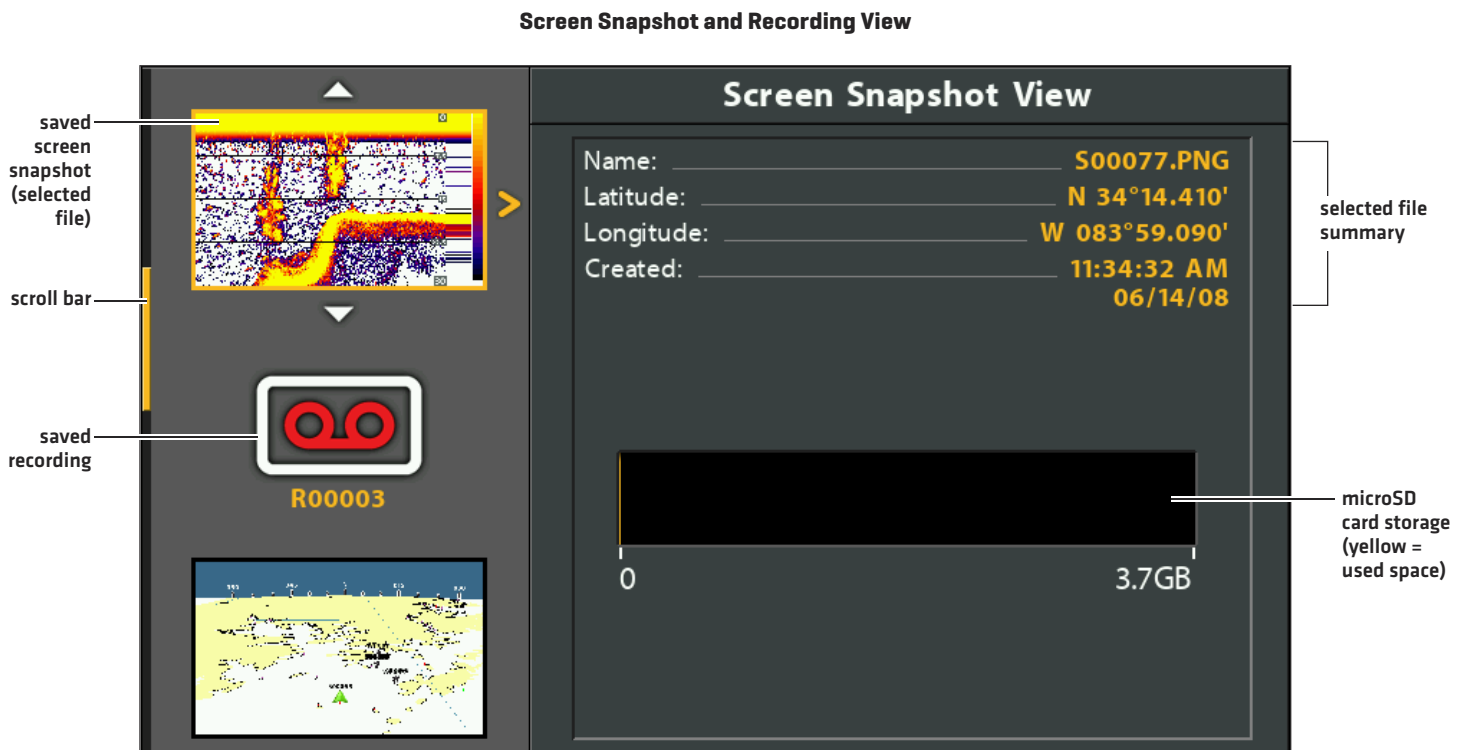 Screen Snapshot and Recording View
saved
screen
snapshot
(selected
file)
scroll bar
saved
recording
0
30
R00003
Screen Snapshot View
Name: S00077.PNG
Latitude: N 34°14.410'
Longitude: W 083°59.090'
Created: 11:34:32 AM
06/14/08
0
3.7GB
selected file
summary
microSD
card storage
(yellow =
used space)